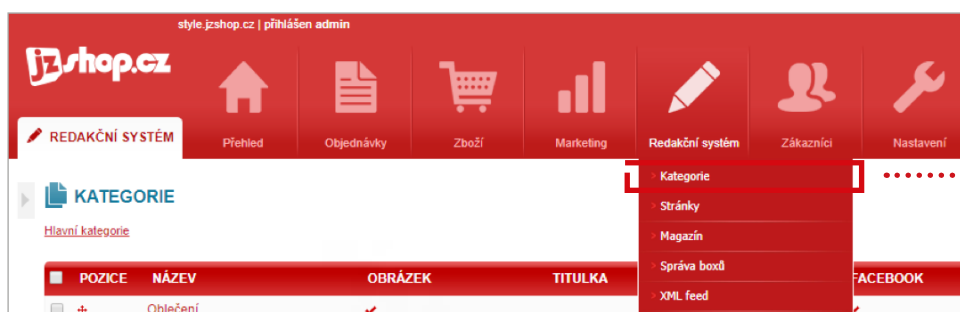 style.jzshop.cz | přihlášen admin
jzshop.cz
REDAKČNÍ SYSTÉM
Přehled
Objednávky
Zboží
Marketing
Redakční systém
Zákazníci
Nastavení
> Kategorie
> Stránky
> Magazín
> Správa boxů
> XML feed
KATEGORIE
Hlavní kategorie
POZICE NÁZEV OBRÁZEK TITULKA FACEBOOK
Oblečení